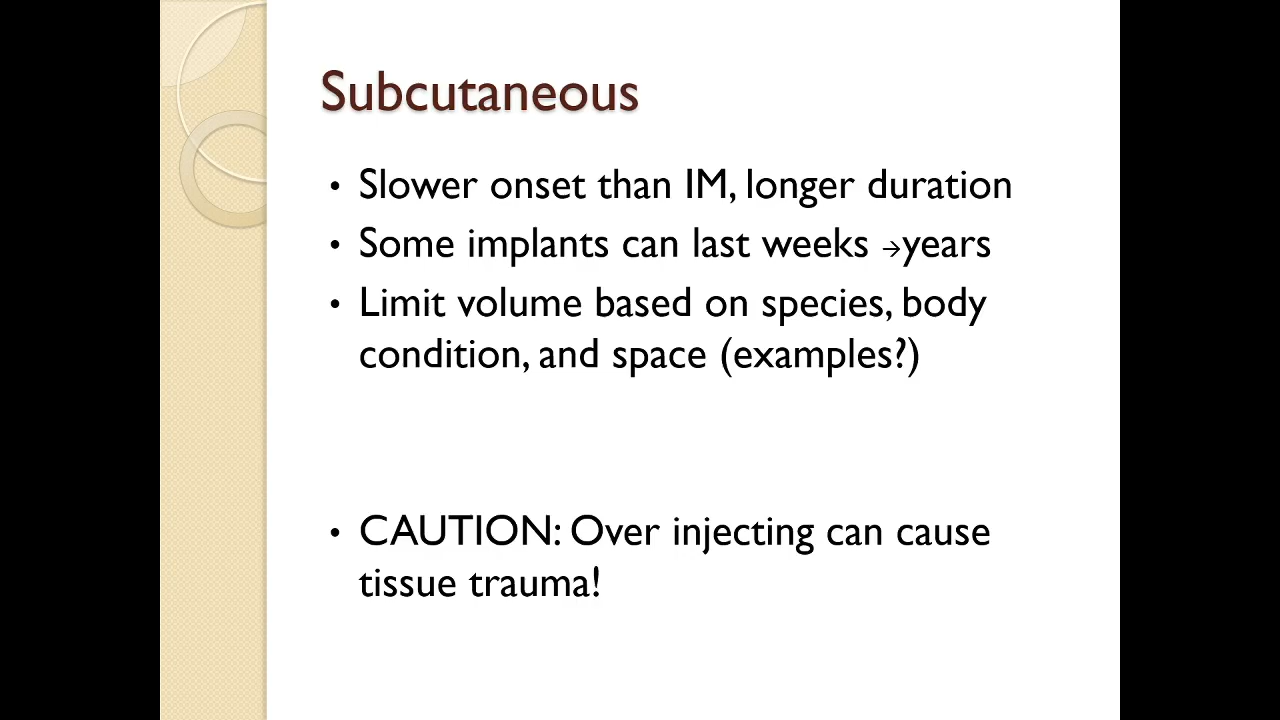 Subcutaneous
• Slower onset than IM, longer duration
• Some implants can last weeks →years
• Limit volume based on species, body
condition, and space (examples?)
• CAUTION: Over injecting can cause
tissue trauma!